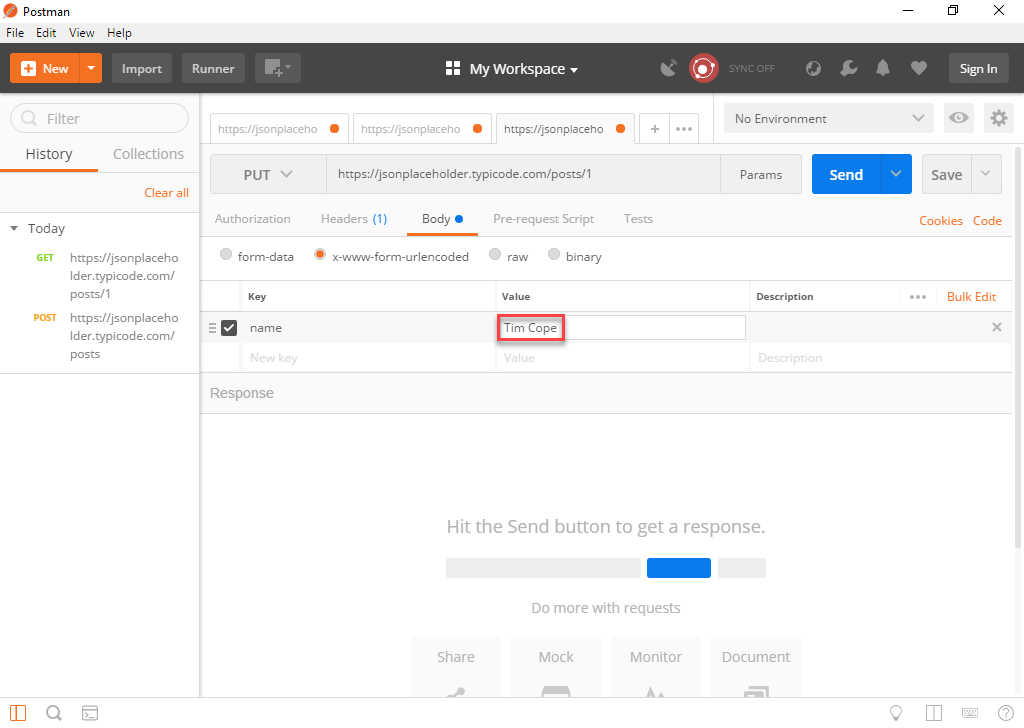 Postman
File Edit View Help
New Import Runner My Workspace SYNC OFF Sign In
Filter
History Collections
Clear all
Today
GET https://jsonplaceho
lder.typicode.com/
posts/1
POST https://jsonplaceho
lder.typicode.com/
posts
https://jsonplaceho https://jsonplaceho https://jsonplaceho + ••• No Environment
PUT https://jsonplaceholder.typicode.com/posts/1 Params Send Save
Authorization Headers (1) Body Pre-request Script Tests Cookies Code
form-data x-www-form-urlencoded raw binary
Key Value Description ••• Bulk Edit
name Tim Cope
New key Value Description
Response
Hit the Send button to get a response.
Do more with requests
Share Mock Monitor Document